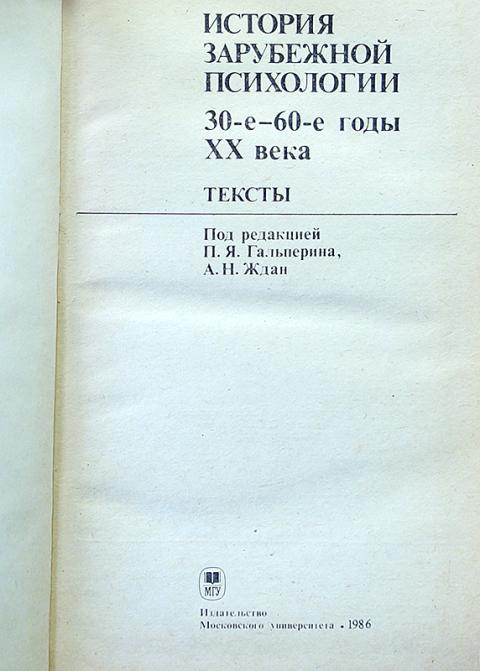 ИСТОРИЯ
ЗАРУБЕЖНОЙ
ПСИХОЛОГИИ
30-е–60-е годы
XX века
ТЕКСТЫ
Под редакцией
П. Я. Гальперина,
А. Н. Ждан
МГУ
Издательство
Московского университета • 1986